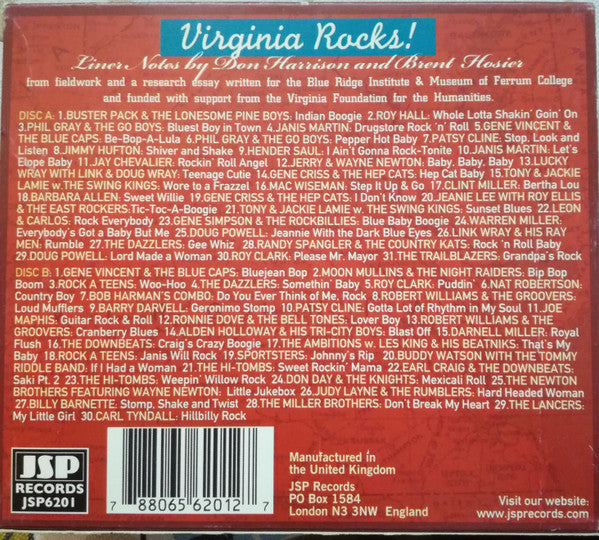 Virginia Rocks!
Liner Notes by Don Harrison and Brent Hosier
from fieldwork and a research essay written for the Blue Ridge Institute & Museum of Ferrum College
and funded with support from the Virginia Foundation for the Humanities.
DISC A: 1.BUSTER PACK & THE LONESOME PINE BOYS: Indian Boogie 2.ROY HALL: Whole Lotta Shakin' Goin' On
3.PHIL GRAY & THE GO BOYS: Bluest Boy in Town 4.JANIS MARTIN: Drugstore Rock 'n' Roll 5.GENE VINCENT &
THE BLUE CAPS: Be-Bop-A-Lula 6.PHIL GRAY & THE GO BOYS: Pepper Hot Baby 7.PATSY CLINE: Stop, Look and
Listen 8.JIMMY HUTTON: Shiver and Shake 9.HENDER SAUL: I Ain't Gonna Rock-Tonite 10.JANIS MARTIN: Let's
Elope Baby 11.JAY CHEVALIER: Rockin' Roll Angel 12.JERRY & WAYNE NEWTON: Baby, Baby, Baby 13.LUCKY
WRAY WITH LINK & DOUG WRAY: Teenage Cutie 14.GENE CRISS & THE HEP CATS: Hep Cat Baby 15.TONY & JACKIE
LAMIE w.THE SWING KINGS: Wore to a Frazzel 16.MAC WISEMAN: Step It Up & Go 17.CLINT MILLER: Bertha Lou
18.BARBARA ALLEN: Sweet Willie 19.GENE CRISS & THE HEP CATS: I Don't Know 20.JEANIE LEE WITH ROY ELLIS
& THE EAST ROCKERS:Tic-Toc-A-Boogie 21.TONY & JACKIE LAMIE w. THE SWING KINGS: Sunset Blues 22.LEON
& CARLOS: Rock Everybody 23.GENE SIMPSON & THE ROCKBILLIES: Blue Baby Boogie 24.WARREN MILLER:
Everybody's Got a Baby But Me 25.DOUG POWELL: Jeannie With the Dark Blue Eyes 26.LINK WRAY & HIS RAY
MEN: Rumble 27.THE DAZZLERS: Gee Whiz 28.RANDY SPANGLER & THE COUNTRY KATS: Rock 'n Roll Baby
29.DOUG POWELL: Lord Made a Woman 30.ROY CLARK: Please Mr. Mayor 31.THE TRAILBLAZERS: Grandpa's Rock
DISC B: 1.GENE VINCENT & THE BLUE CAPS: Bluejean Bop 2.MOON MULLINS & THE NIGHT RAIDERS: Bip Bop
Boom 3.ROCK A TEENS: Woo-Hoo 4.THE DAZZLERS: Somethin' Baby 5.ROY CLARK: Puddin' 6.NAT ROBERTSON:
Country Boy 7.BOB HARMAN'S COMBO: Do You Ever Think of Me, Rock 8.ROBERT WILLIAMS & THE GROOVERS:
Loud Mufflers 9.BARRY DARVELL: Geronimo Stomp 10.PATSY CLINE: Gotta Lot of Rhythm in My Soul 11.JOE
MAPHIS: Guitar Rock & Roll 12.RONNIE DOVE & THE BELL TONES: Lover Boy 13.ROBERT WILLIAMS & THE
GROOVERS: Cranberry Blues 14.ALDEN HOLLOWAY & HIS TRI-CITY BOYS: Blast Off 15.DARNELL MILLER: Royal
Flush 16.THE DOWNBEATS: Craig's Crazy Boogie 17.THE AMBITIONS w. LES KING & HIS BEATNIKS: That's My
Baby 18.ROCK A TEENS: Janis Will Rock 19.SPORTSTERS: Johnny's Rip 20.BUDDY WATSON WITH THE TOMMY
RIDDLE BAND: If I Had a Woman 21.THE HI-TOMBS: Sweet Rockin' Mama 22.EARL CRAIG & THE DOWNBEATS:
Saki Pt. 2 23.THE HI-TOMBS: Weepin' Willow Rock 24.DON DAY & THE KNIGHTS: Mexicali Roll 25.THE NEWTON
BROTHERS FEATURING WAYNE NEWTON: Little Jukebox 26.JUDY LAYNE & THE RUMBLERS: Hard Headed Woman
27.BILLY BARNETTE: Stomp, Shake and Twist 28.THE MILLER BROTHERS: Don't Break My Heart 29.THE LANCERS:
My Little Girl 30.CARL TYNDALL: Hillbilly Rock
JSP
RECORDS
JSP6201
7 88065 62012 7
Manufactured in
the United Kingdom
JSP Records
PO Box 1584
London N3 3NW England
Visit our website:
www.jsprecords.com